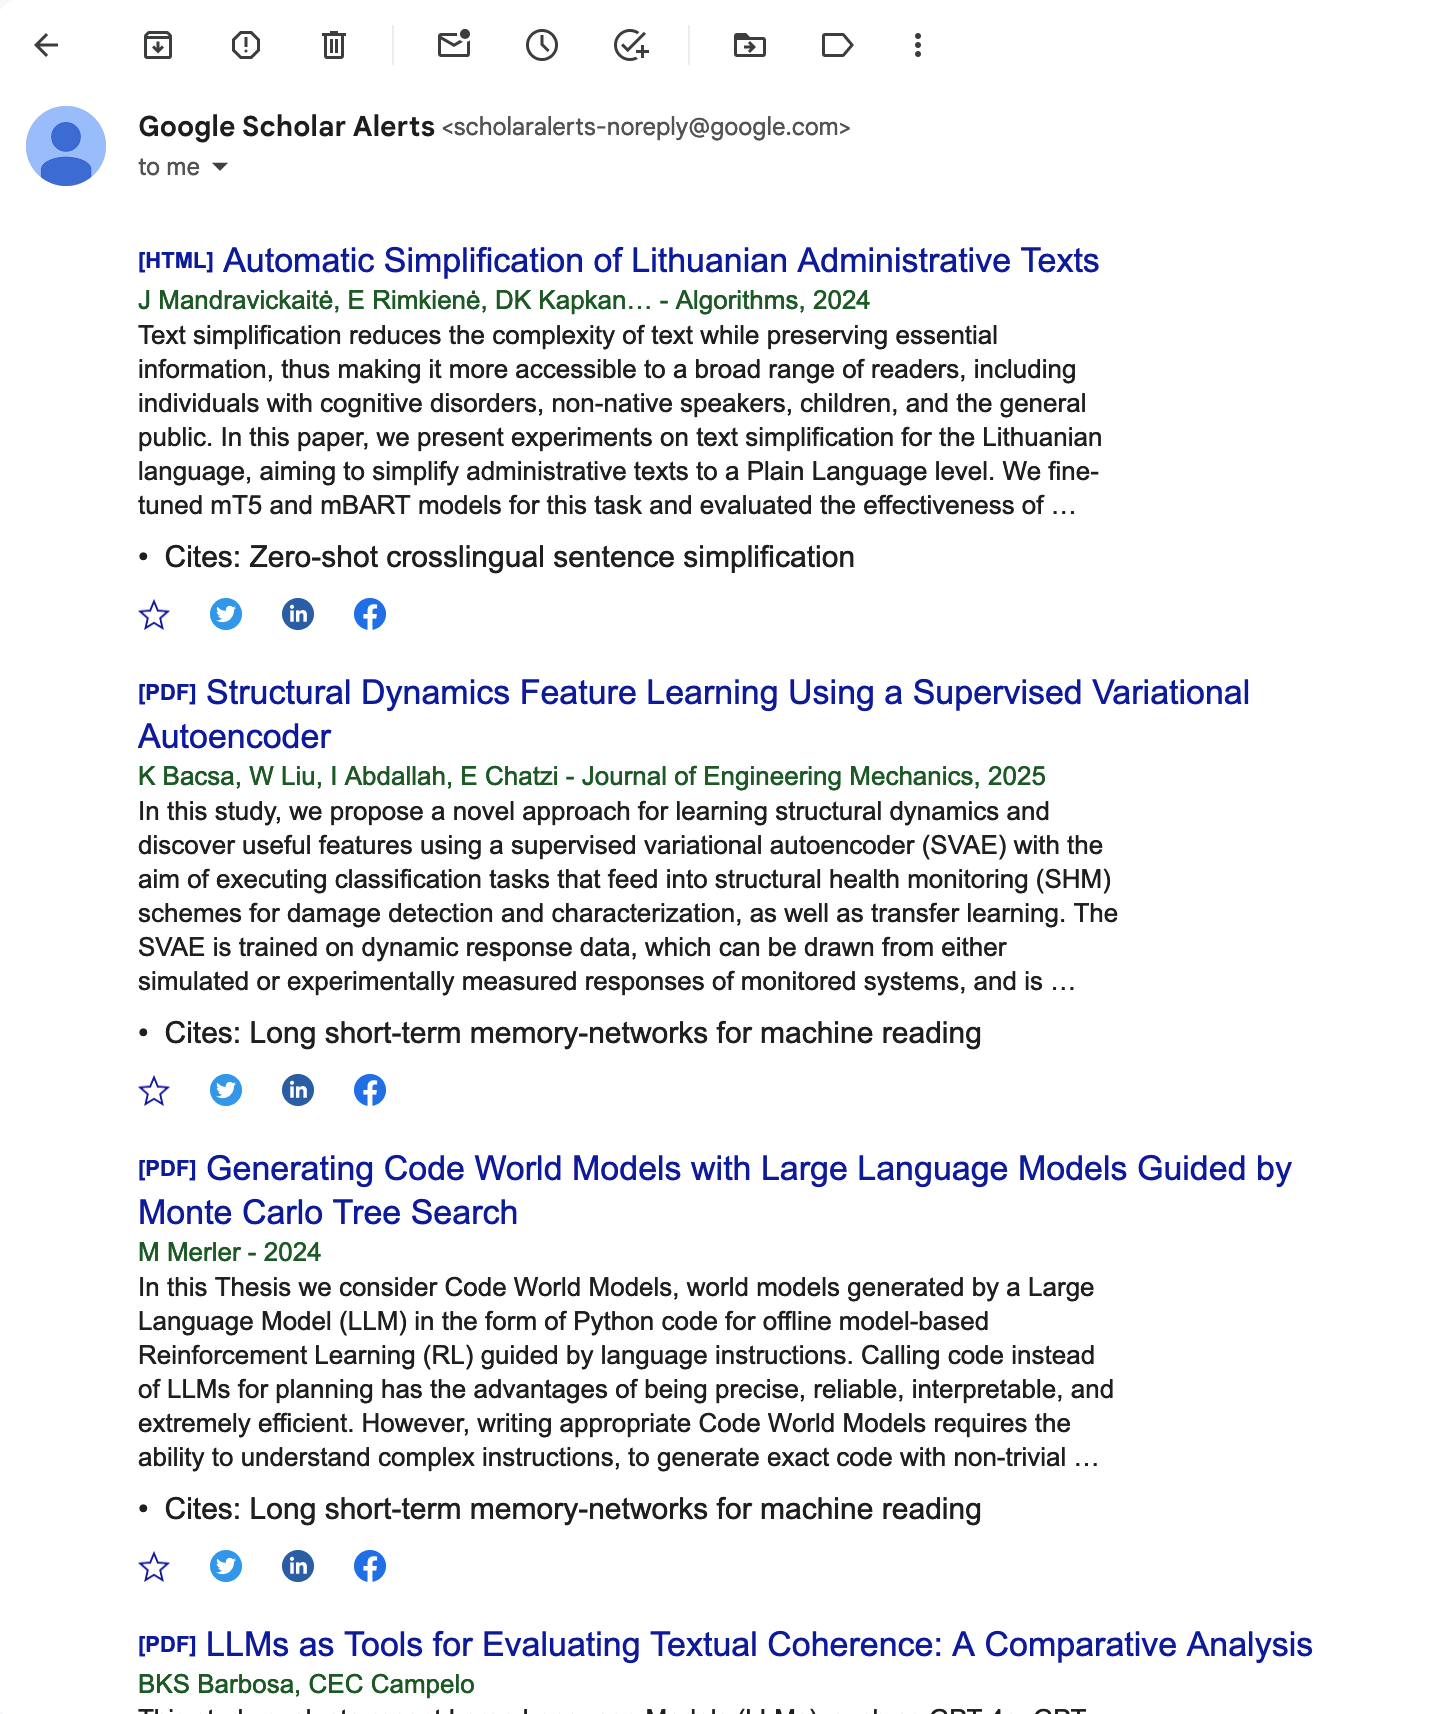 Google Scholar Alerts <scholaralerts-noreply@google.com>
to me
[HTML] Automatic Simplification of Lithuanian Administrative Texts
J Mandravickaitė, E Rimkienė, DK Kapkan… - Algorithms, 2024
Text simplification reduces the complexity of text while preserving essential
information, thus making it more accessible to a broad range of readers, including
individuals with cognitive disorders, non-native speakers, children, and the general
public. In this paper, we present experiments on text simplification for the Lithuanian
language, aiming to simplify administrative texts to a Plain Language level. We fine-
tuned mT5 and mBART models for this task and evaluated the effectiveness of …
• Cites: Zero-shot crosslingual sentence simplification
[PDF] Structural Dynamics Feature Learning Using a Supervised Variational
Autoencoder
K Bacsa, W Liu, I Abdallah, E Chatzi - Journal of Engineering Mechanics, 2025
In this study, we propose a novel approach for learning structural dynamics and
discover useful features using a supervised variational autoencoder (SVAE) with the
aim of executing classification tasks that feed into structural health monitoring (SHM)
schemes for damage detection and characterization, as well as transfer learning. The
SVAE is trained on dynamic response data, which can be drawn from either
simulated or experimentally measured responses of monitored systems, and is …
• Cites: Long short-term memory-networks for machine reading
[PDF] Generating Code World Models with Large Language Models Guided by
Monte Carlo Tree Search
M Merler - 2024
In this Thesis we consider Code World Models, world models generated by a Large
Language Model (LLM) in the form of Python code for offline model-based
Reinforcement Learning (RL) guided by language instructions. Calling code instead
of LLMs for planning has the advantages of being precise, reliable, interpretable, and
extremely efficient. However, writing appropriate Code World Models requires the
ability to understand complex instructions, to generate exact code with non-trivial …
• Cites: Long short-term memory-networks for machine reading
[PDF] LLMs as Tools for Evaluating Textual Coherence: A Comparative Analysis
BKS Barbosa, CEC Campelo